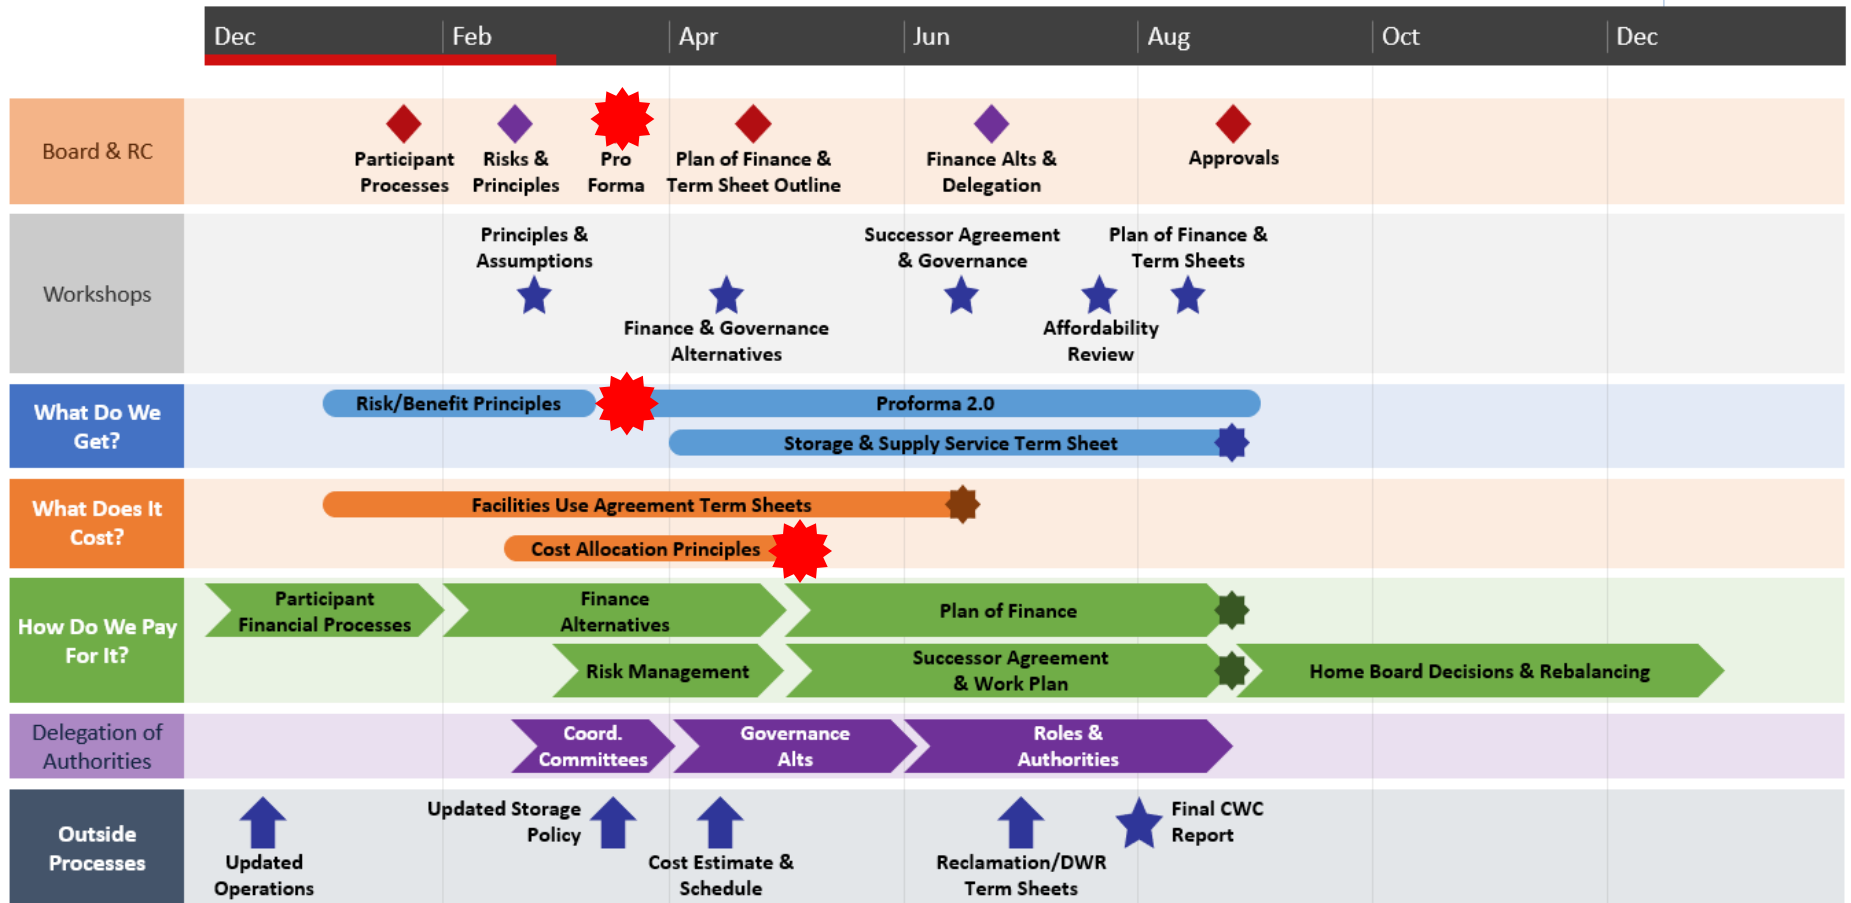 Dec
Feb
Apr
Jun
Aug
Oct
Dec
Board & RC
Participant
Processes
Risks &
Principles
Pro
Forma
Plan of Finance &
Term Sheet Outline
Finance Alts &
Delegation
Approvals
Workshops
Principles &
Assumptions
Finance & Governance
Alternatives
Successor Agreement
& Governance
Affordability
Review
Plan of Finance &
Term Sheets
What Do We
Get?
Risk/Benefit Principles
Proforma 2.0
Storage & Supply Service Term Sheet
What Does It
Cost?
Facilities Use Agreement Term Sheets
Cost Allocation Principles
How Do We Pay
For It?
Participant
Financial Processes
Finance
Alternatives
Plan of Finance
Risk Management
Successor Agreement
& Work Plan
Home Board Decisions & Rebalancing
Delegation of
Authorities
Coord.
Committees
Governance
Alts
Roles &
Authorities
Outside
Processes
Updated
Operations
Updated Storage
Policy
Cost Estimate &
Schedule
Reclamation/DWR
Term Sheets
Final CWC
Report